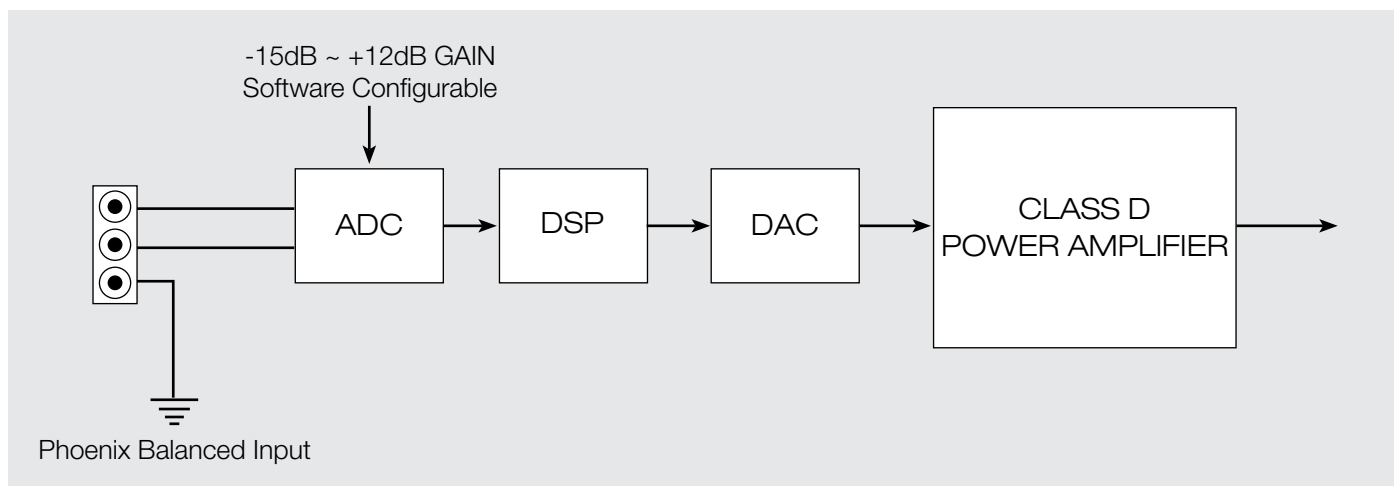 -15dB ~ +12dB GAIN
Software Configurable
ADC
DSP
DAC
CLASS D
POWER AMPLIFIER
Phoenix Balanced Input